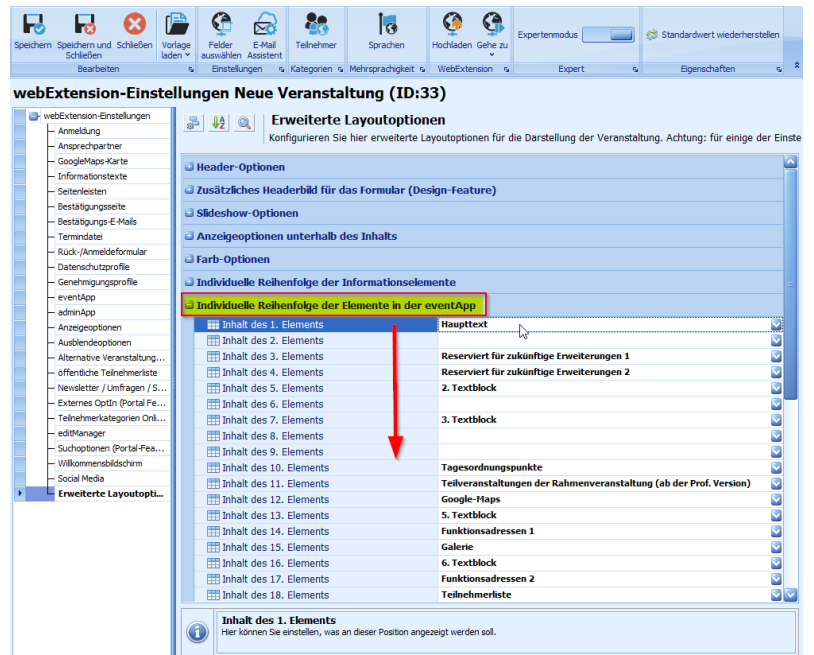 Speichern
Speichern und Schließen
Schließen
Vorlage laden
Felder auswählen
E-Mail Assistent
Teilnehmer
Sprachen
Hochladen
Gehe zu
Expertenmodus
Standardwert wiederherstellen
Bearbeiten
Einstellungen
Kategorien
Mehrsprachigkeit
WebExtension
Expert
Eigenschaften
webExtension-Einstellungen Neue Veranstaltung (ID:33)
webExtension-Einstellungen
Anmeldung
Ansprechpartner
GoogleMaps-Karte
Informationstexte
Seitenleisten
Bestätigungsseite
Bestätigungs-E-Mails
Termindatei
Rück-/Anmeldeformular
Datenschutzprofile
Genehmigungsprofile
eventApp
adminApp
Anzeigeoptionen
Ausblendeoptionen
Alternative Veranstaltung...
öffentliche Teilnehmerliste
Newsletter / Umfragen / S...
Externes OptIn (Portal Fe...
Teilnehmerkategorien Onli...
editManager
Suchoptionen (Portal-Fea...
Willkommensbildschirm
Social Media
Erweiterte Layoutopti...
Erweiterte Layoutoptionen
Konfigurieren Sie hier erweiterte Layoutoptionen für die Darstellung der Veranstaltung. Achtung: für einige der Einste
Header-Optionen
Zusätzliches Headerbild für das Formular (Design-Feature)
Slideshow-Optionen
Anzeigeoptionen unterhalb des Inhalts
Farb-Optionen
Individuelle Reihenfolge der Informationselemente
Individuelle Reihenfolge der Elemente in der eventApp
Inhalt des 1. Elements Haupttext
Inhalt des 2. Elements
Inhalt des 3. Elements Reserviert für zukünftige Erweiterungen 1
Inhalt des 4. Elements Reserviert für zukünftige Erweiterungen 2
Inhalt des 5. Elements 2. Textblock
Inhalt des 6. Elements
Inhalt des 7. Elements 3. Textblock
Inhalt des 8. Elements
Inhalt des 9. Elements
Inhalt des 10. Elements Tagesordnungspunkte
Inhalt des 11. Elements Teilveranstaltungen der Rahmenveranstaltung (ab der Prof. Version)
Inhalt des 12. Elements Google-Maps
Inhalt des 13. Elements 5. Textblock
Inhalt des 14. Elements Funktionsadressen 1
Inhalt des 15. Elements Galerie
Inhalt des 16. Elements 6. Textblock
Inhalt des 17. Elements Funktionsadressen 2
Inhalt des 18. Elements Teilnehmerliste
Inhalt des 1. Elements
Hier können Sie einstellen, was an dieser Position angezeigt werden soll.